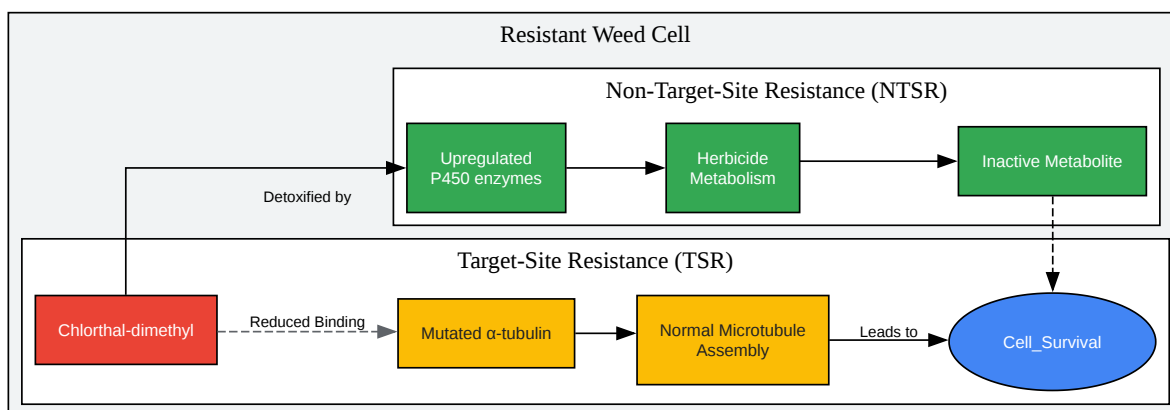 Resistant Weed Cell
Non-Target-Site Resistance (NTSR)
Upregulated
P450 enzymes
Herbicide
Metabolism
Inactive Metabolite
Detoxified by
Target-Site Resistance (TSR)
Chlorthal-dimethyl
Reduced Binding
Mutated α-tubulin
Normal Microtubule
Assembly
Leads to
Cell_Survival